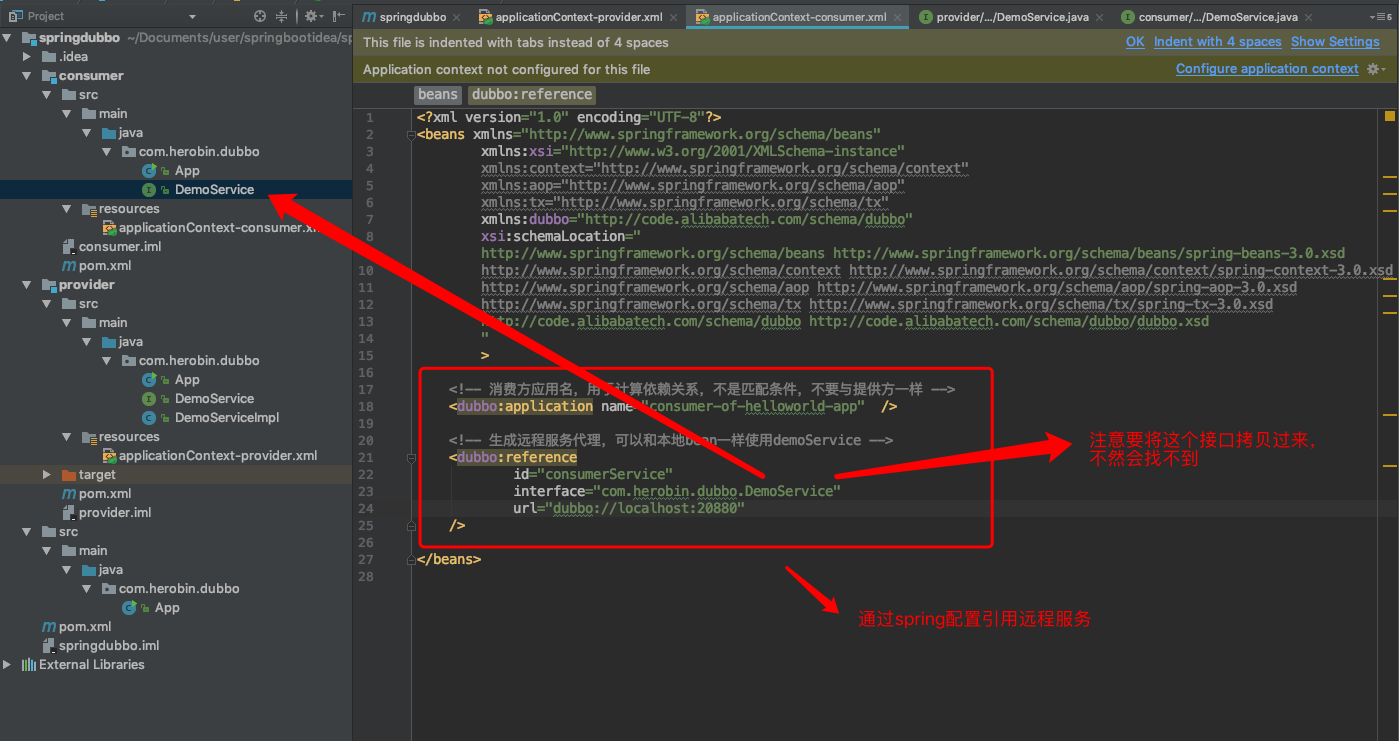 Project
springdubbo
applicationContext-provider.xml
applicationContext-consumer.xml
provider/.../DemoService.java
consumer/.../DemoService.java
springdubbo ~/Documents/user/springbootidea/sp
.idea
consumer
src
main
java
com.herobin.dubbo
App
DemoService
resources
applicationContext-consumer.xm
consumer.iml
pom.xml
provider
src
main
java
com.herobin.dubbo
App
DemoService
DemoServiceImpl
resources
applicationContext-provider.xml
target
pom.xml
provider.iml
src
main
java
com.herobin.dubbo
App
pom.xml
springdubbo.iml
External Libraries
This file is indented with tabs instead of 4 spaces
OK Indent with 4 spaces Show Settings
Application context not configured for this file
Configure application context
beans dubbo:reference
1 <?xml version="1.0" encoding="UTF-8"?>
2 <beans xmlns="http://www.springframework.org/schema/beans"
3 xmlns:xsi="http://www.w3.org/2001/XMLSchema-instance"
4 xmlns:context="http://www.springframework.org/schema/context"
5 xmlns:aop="http://www.springframework.org/schema/aop"
6 xmlns:tx="http://www.springframework.org/schema/tx"
7 xmlns:dubbo="http://code.alibabatech.com/schema/dubbo"
8 xsi:schemaLocation="
9 http://www.springframework.org/schema/beans http://www.springframework.org/schema/beans/spring-beans-3.0.xsd
10 http://www.springframework.org/schema/context http://www.springframework.org/schema/context/spring-context-3.0.xsd
11 http://www.springframework.org/schema/aop http://www.springframework.org/schema/aop/spring-aop-3.0.xsd
12 http://www.springframework.org/schema/tx http://www.springframework.org/schema/tx/spring-tx-3.0.xsd
13 http://code.alibabatech.com/schema/dubbo http://code.alibabatech.com/schema/dubbo/dubbo.xsd
14 "
15 >
16
17 <!-- 消费方应用名，用于计算依赖关系，不是匹配条件，不要与提供方一样 -->
18 <dubbo:application name="consumer-of-helloworld-app" />
19
20 <!-- 生成远程服务代理，可以和本地bean一样使用demoService -->
21 <dubbo:reference
22 id="consumerService"
23 interface="com.herobin.dubbo.DemoService"
24 url="dubbo://localhost:20880"
25 />
26
27 </beans>
28
注意要将这个接口拷贝过来，
不然会找不到
通过spring配置引用远程服务